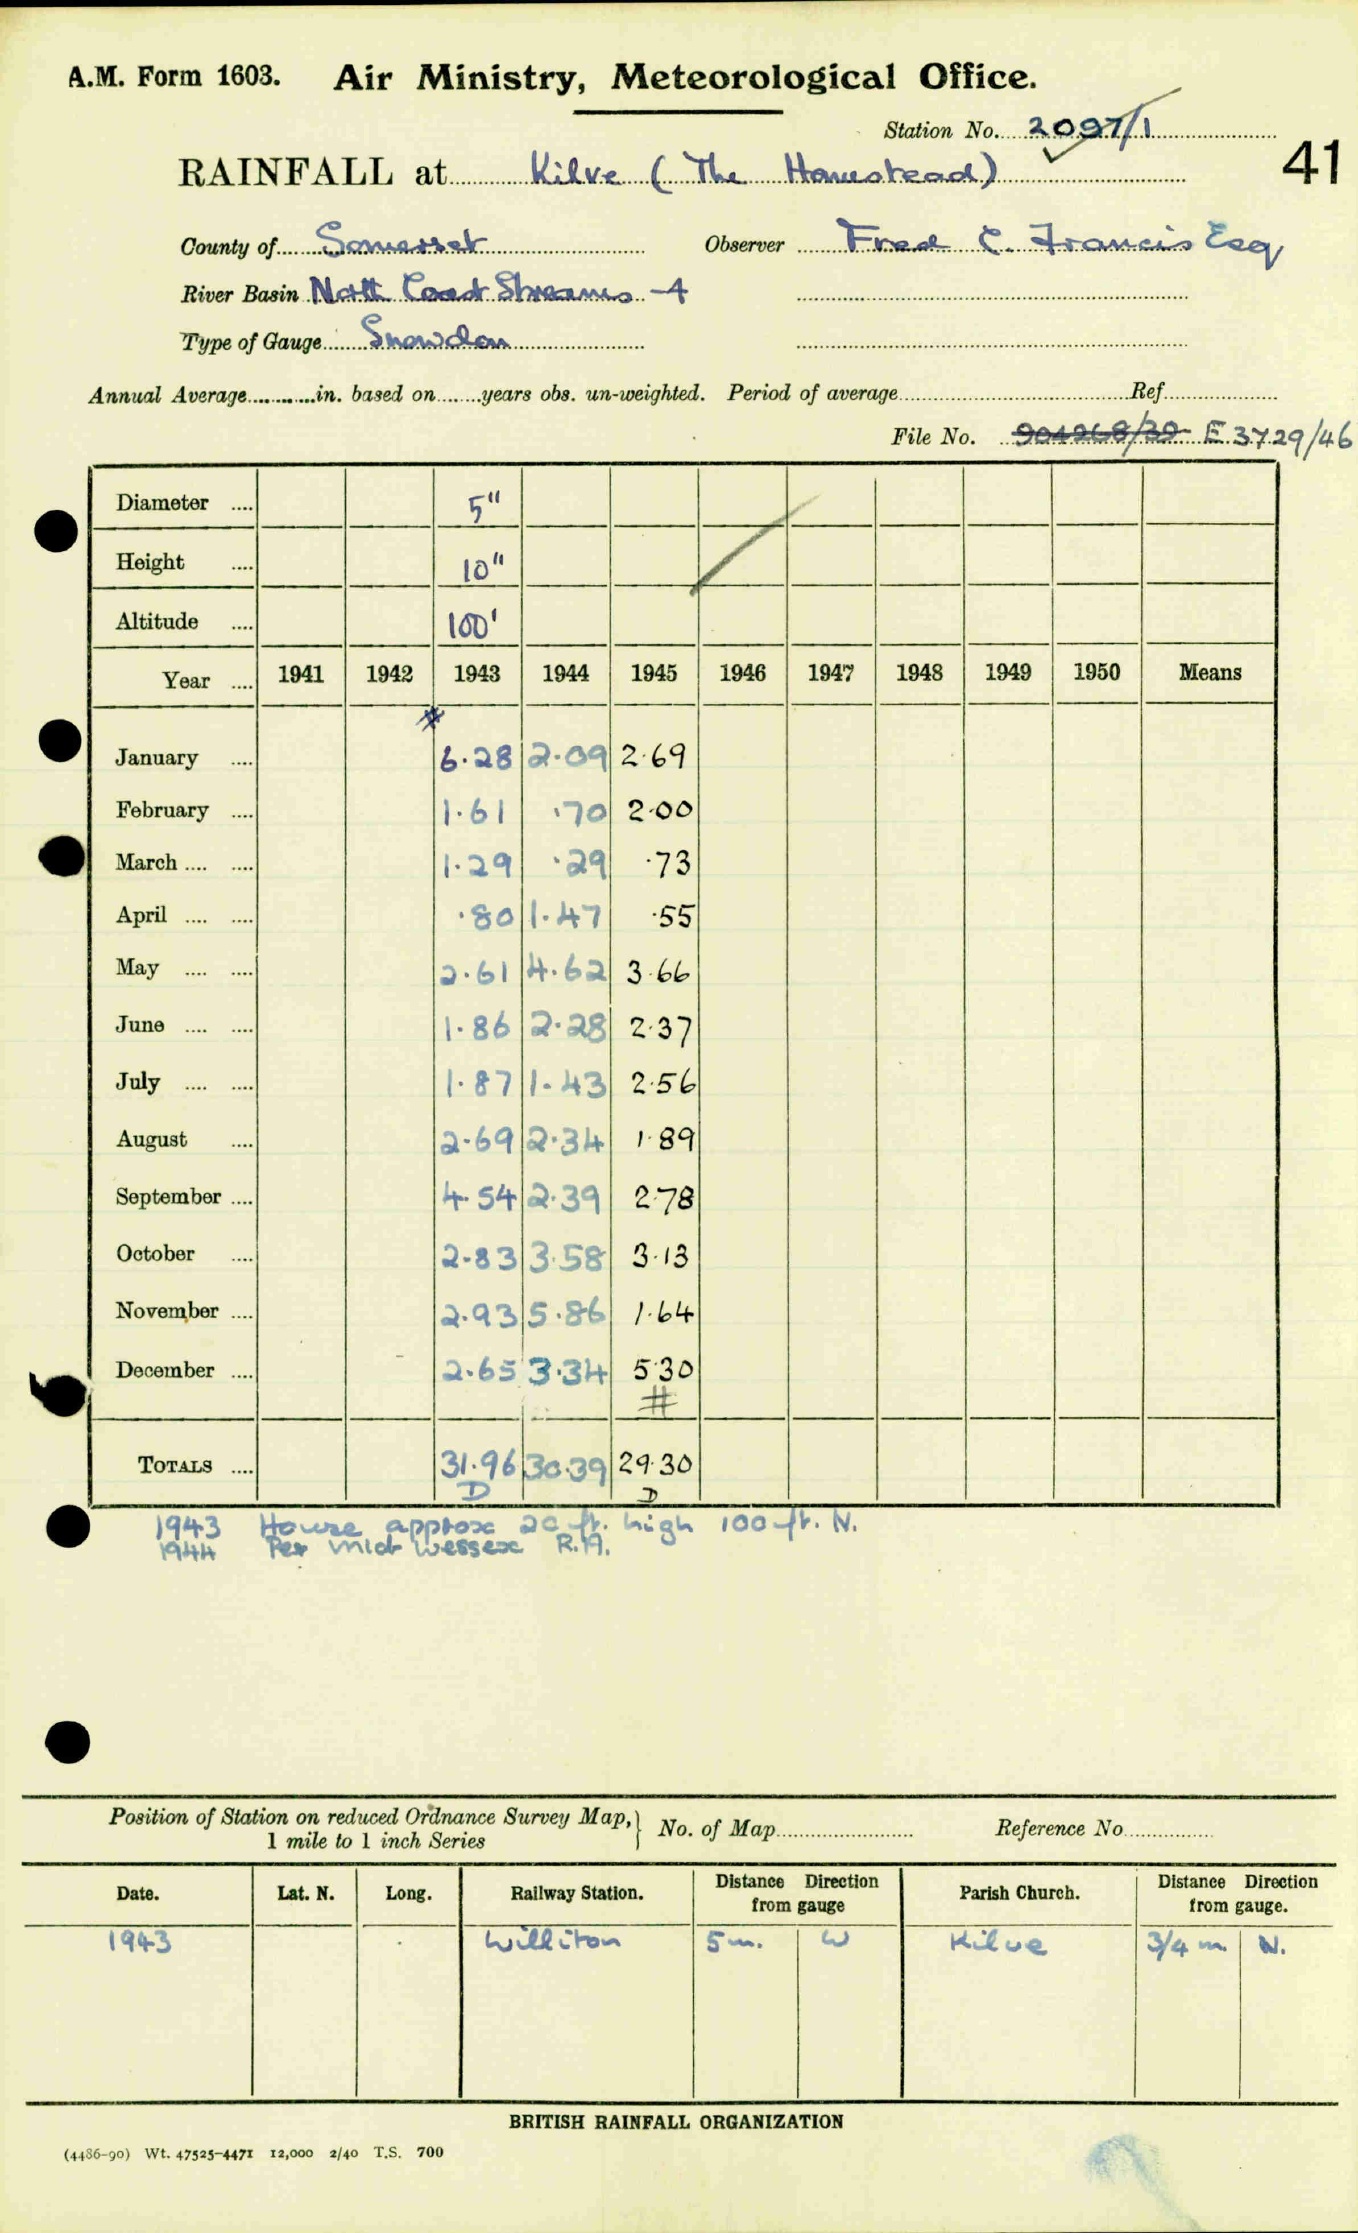 A.M. Form 1603. Air Ministry, Meteorological Office.
Station No. 2097/1
41
RAINFALL at Kilve (The Homestead)
County of Somerset Observer Fred C. Francis Esq
River Basin North Coast Streams - 4
Type of Gauge Snowdon
Annual Average in. based on years obs. un-weighted. Period of average Ref.
File No. 904268/39 E 3729/46
Diameter 5"
Height 10"
Altitude 100'
Year 1941 1942 1943 1944 1945 1946 1947 1948 1949 1950 Means
January 6.28 2.09 2.69
February 1.61 .70 2.00
March 1.29 .29 .73
April .80 1.47 .55
May 2.61 4.62 3.66
June 1.86 2.28 2.37
July 1.87 1.43 2.56
August 2.69 2.34 1.89
September 4.54 2.39 2.78
October 2.83 3.58 3.13
November 2.93 5.86 1.64
December 2.65 3.34 5.30
#
TOTALS 31.96 30.39 29.30
D D
1943 House approx 20 ft. high 100 ft. N.
1944 Per Mid Wessex R.A.
Position of Station on reduced Ordnance Survey Map, 1 mile to 1 inch Series } No. of Map Reference No
Date. Lat. N. Long. Railway Station. Distance Direction from gauge Parish Church. Distance Direction from gauge.
1943 Williton 5 m. W Kilve 3/4 m. N.
BRITISH RAINFALL ORGANIZATION
(4486-90) Wt. 47525-4471 12,000 2/40 T.S. 700